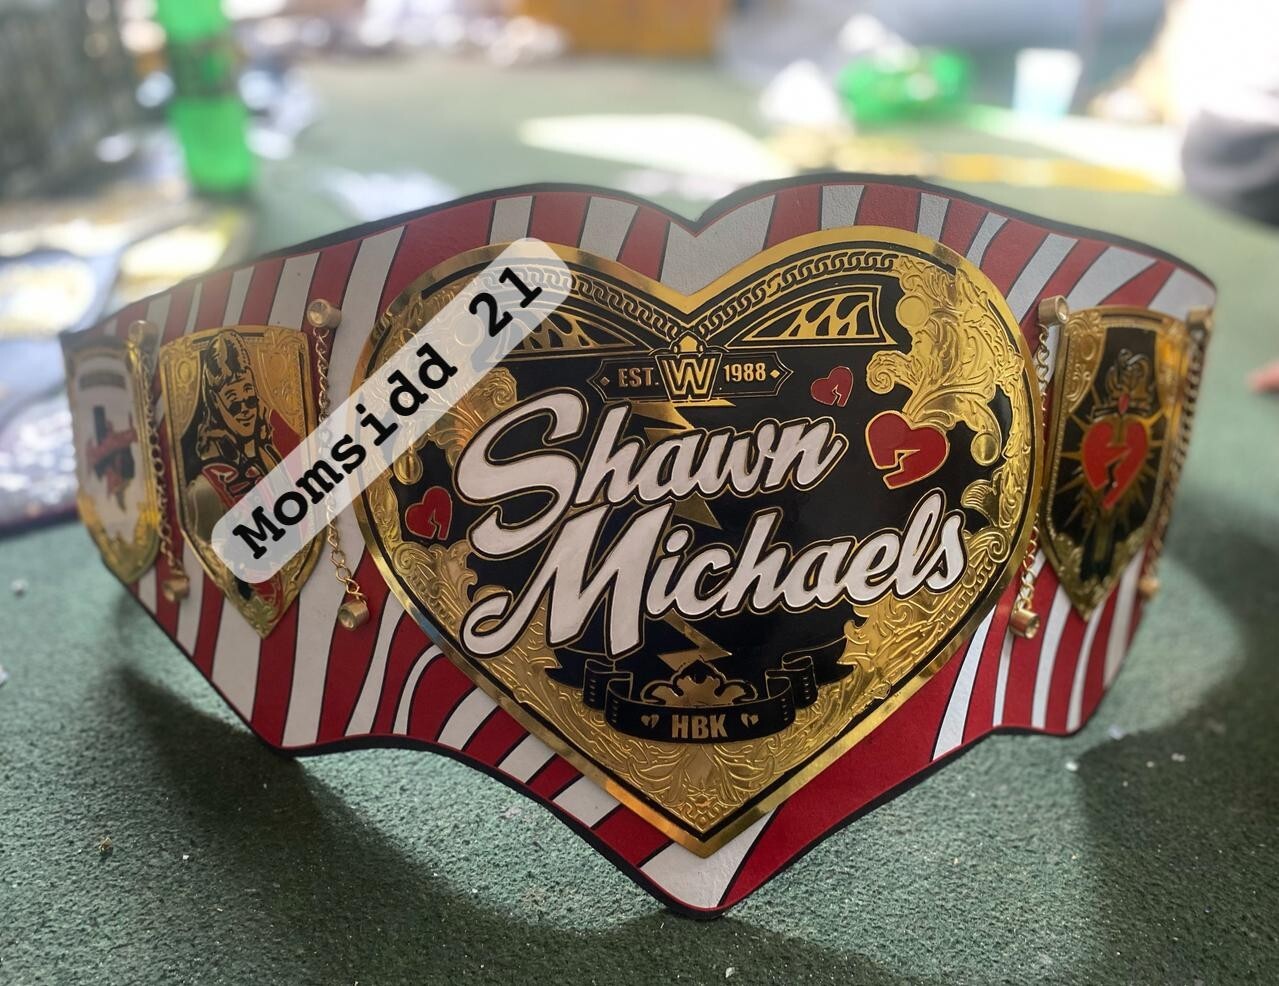 Momsidd 21
EST. W 1988
Shawn
Michaels
HBK